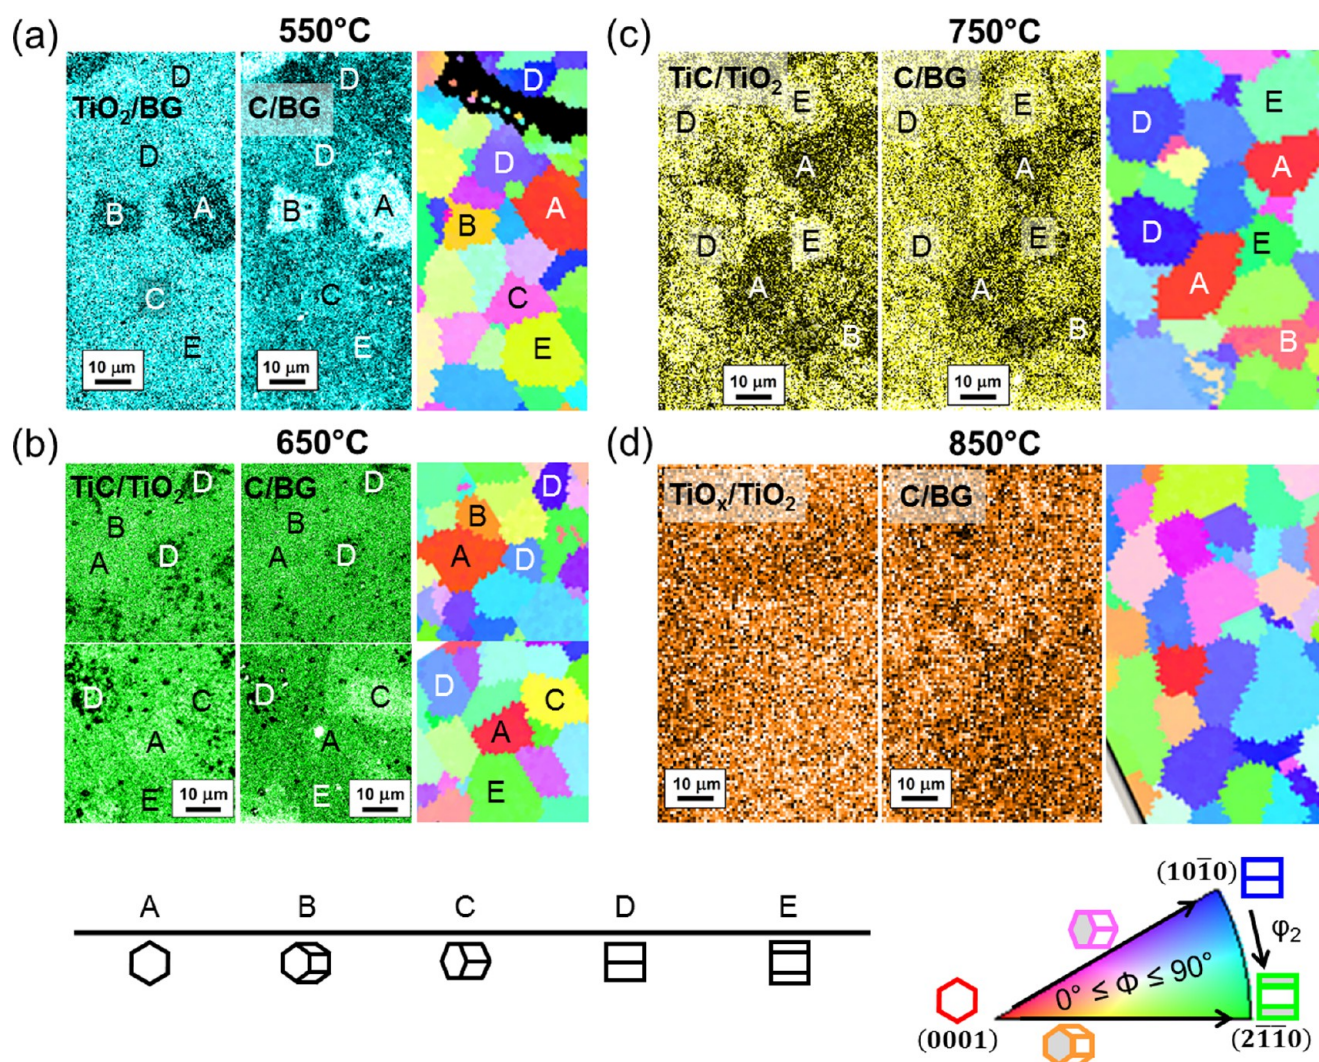 (a)
550°C
TiO₂/BG
D
D
B
A
C
E
10 μm
C/BG
D
D
B
A
C
E
10 μm
D
D
A
B
C
E
(c)
750°C
TiC/TiO₂
E
D
A
D
E
A
B
10 μm
C/BG
E
D
A
D
E
A
B
10 μm
E
D
A
D
E
A
B
(b)
650°C
TiC/TiO₂
D
B
A
D
D
C
A
E
10 μm
C/BG
D
B
A
D
D
C
A
E
10 μm
D
B
A
D
D
C
A
E
(d)
850°C
TiOₓ/TiO₂
10 μm
C/BG
10 μm
A B C D E
(101̅0)
φ₂
0° ≤ Φ ≤ 90°
(0001)
(21̅1̅0)